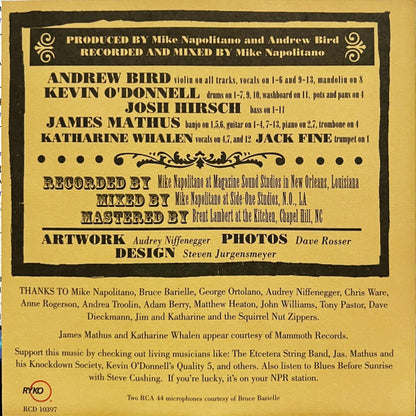 PRODUCED BY Mike Napolitano and Andrew Bird
RECORDED AND MIXED BY Mike Napolitano
ANDREW BIRD violin on all tracks, vocals on 1-6 and 9-13, mandolin on 8
KEVIN O'DONNELL drums on 1-7, 9, 10, washboard on 11, pots and pans on 4
JOSH HIRSCH bass on 1-11
JAMES MATHUS banjo on 1,5,6, guitar on 1-4, 7-13, piano on 2,7, trombone on 4
KATHARINE WHALEN vocals on 4,7, and 12 JACK FINE trumpet on 1
RECORDED BY Mike Napolitano at Magazine Sound Studios in New Orleans, Louisiana
MIXED BY Mike Napolitano at Side-One Studios, N.O., LA
MASTERED BY Brent Lambert at the Kitchen, Chapel Hill, NC
ARTWORK Audrey Niffenegger PHOTOS Dave Rosser
DESIGN Steven Jurgensmeyer
THANKS TO Mike Napolitano, Bruce Barielle, George Ortolano, Audrey Niffenegger, Chris Ware,
Anne Rogerson, Andrea Troolin, Adam Berry, Matthew Heaton, John Williams, Tony Pastor, Dave
Dieckmann, Jim and Katharine and the Squirrel Nut Zippers.
James Mathus and Katharine Whalen appear courtesy of Mammoth Records.
Support this music by checking out living musicians like: The Etcetera String Band, Jas. Mathus and
his Knockdown Society, Kevin O'Donnell's Quality 5, and others. Also listen to Blues Before Sunrise
with Steve Cushing. If you're lucky, it's on your NPR station.
RYKO
RCD 10397
Two RCA 44 microphones courtesy of Bruce Barielle